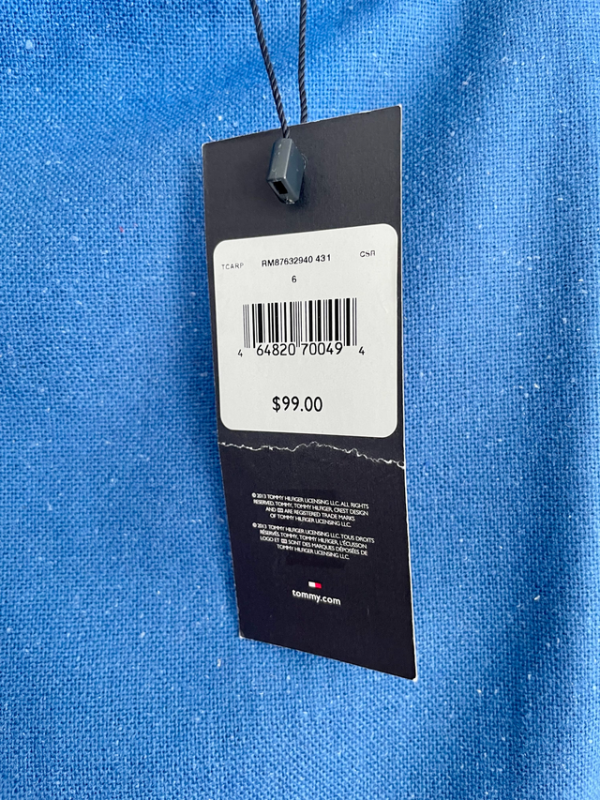 TCARP RM87632940 431 CSR
6
4 64820 70049 4
$99.00
© 2013 TOMMY HILFIGER LICENSING LLC. ALL RIGHTS
RESERVED. TOMMY, TOMMY HILFIGER, CREST DESIGN
AND ARE REGISTERED TRADE MARKS
OF TOMMY HILFIGER LICENSING LLC.
© 2013 TOMMY HILFIGER LICENSING LLC. TOUS DROITS
RÉSERVÉS. TOMMY, TOMMY HILFIGER, L'ÉCUSSON
LOGO ET SONT DES MARQUES DÉPOSÉES DE
TOMMY HILFIGER LICENSING LLC.
tommy.com